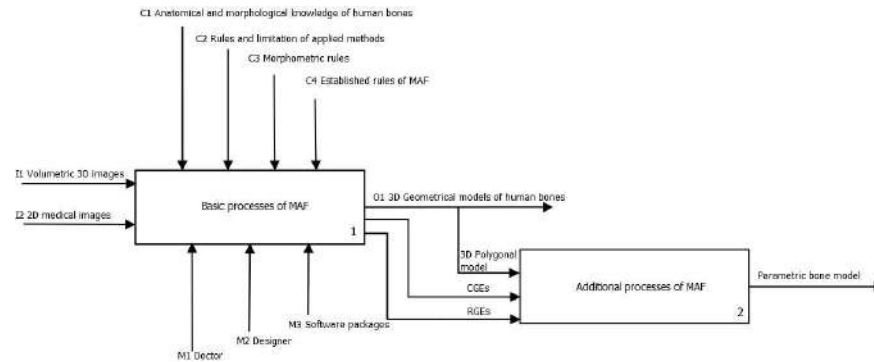 C1 Anatomical and morphological knowledge of human bones
C2 Rules and limitation of applied methods
C3 Morphometric rules
C4 Established rules of MAF
I1 Volumetric 3D images
I2 2D medical images
Basic processes of MAF
1
O1 3D Geometrical models of human bones
3D Polygonal
model
CGEs
RGEs
Additional processes of MAF
2
Parametric bone model
M3 Software packages
M2 Designer
M1 Doctor